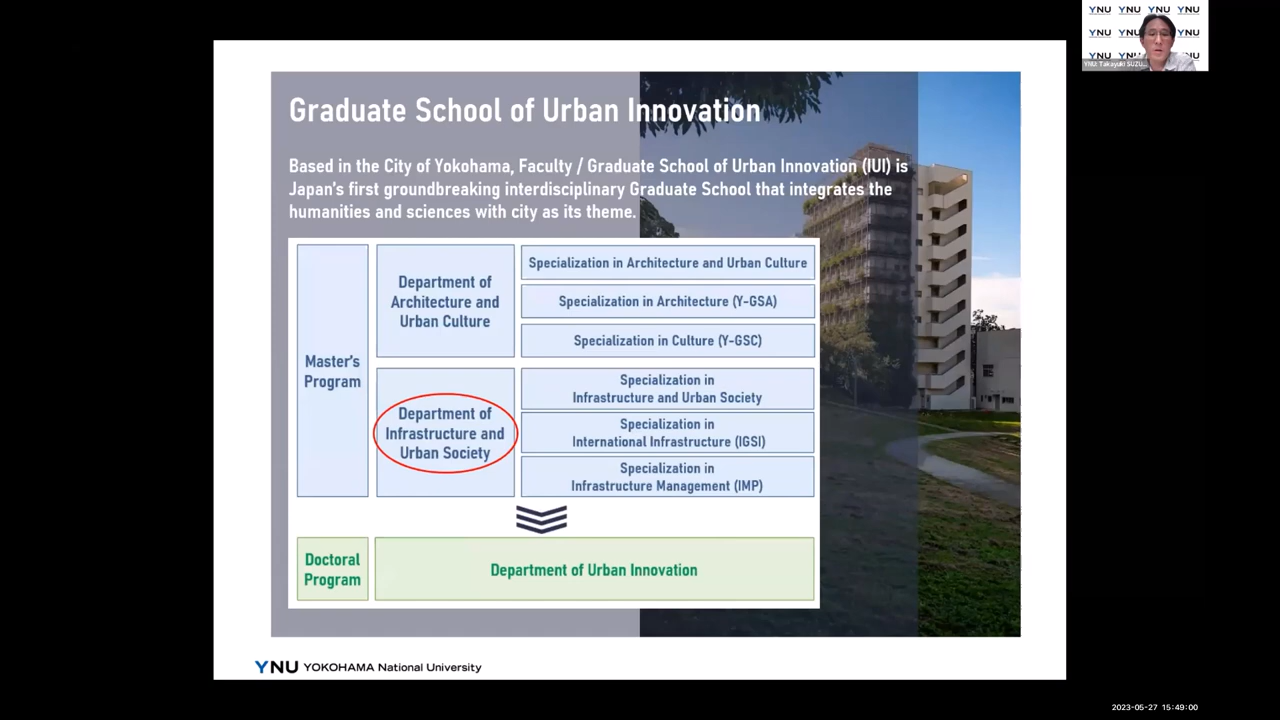 YNU YNU YNU YNU
YNU YNU YNU
YNU YNU
YNU: Takayuki SUZU...
Graduate School of Urban Innovation
Based in the City of Yokohama, Faculty / Graduate School of Urban Innovation (IUI) is
Japan's first groundbreaking interdisciplinary Graduate School that integrates the
humanities and sciences with city as its theme.
Master's
Program
Department of
Architecture and
Urban Culture
Specialization in Architecture and Urban Culture
Specialization in Architecture (Y-GSA)
Specialization in Culture (Y-GSC)
Department of
Infrastructure and
Urban Society
Specialization in
Infrastructure and Urban Society
Specialization in
International Infrastructure (IGSI)
Specialization in
Infrastructure Management (IMP)
Doctoral
Program
Department of Urban Innovation
YNU YOKOHAMA National University
2023-05-27 15:49:00